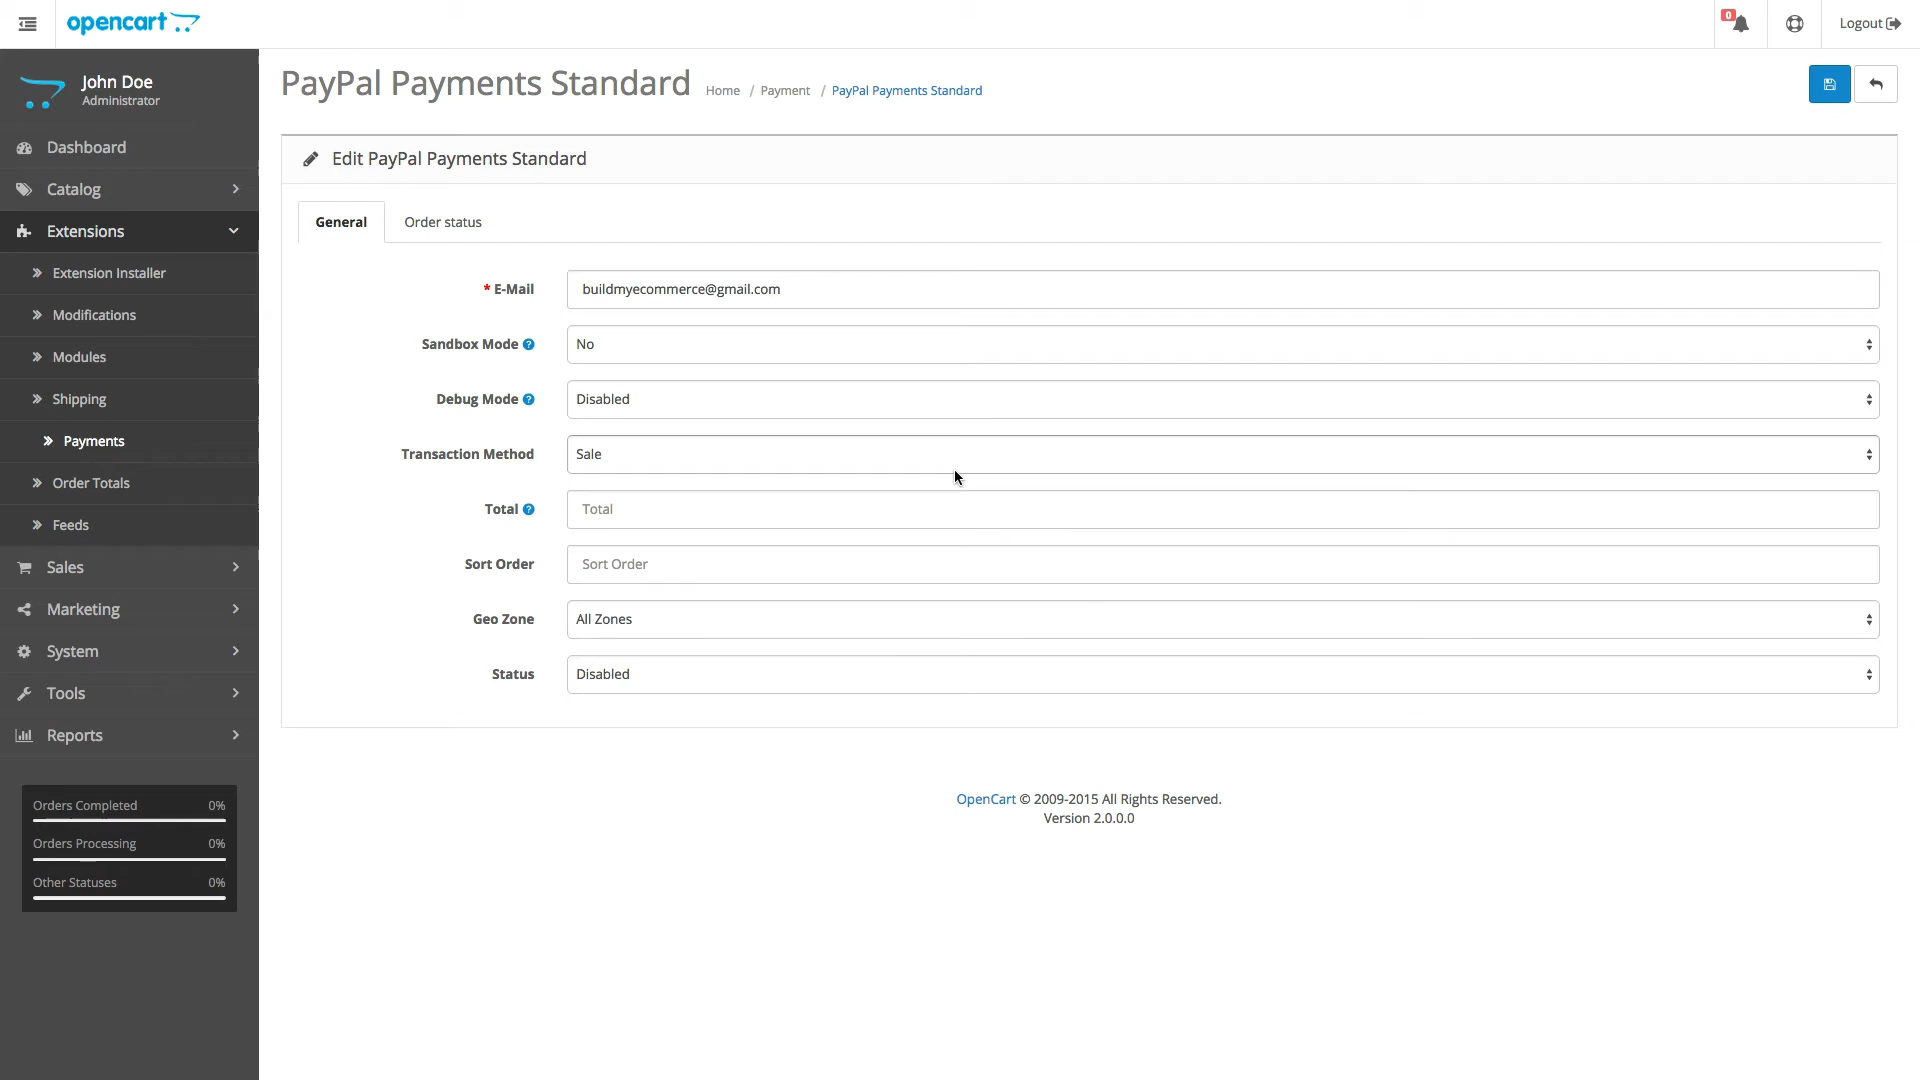 opencart
0
Logout
John Doe
Administrator
PayPal Payments Standard
Home / Payment / PayPal Payments Standard
Dashboard
Catalog
Extensions
Extension Installer
Modifications
Modules
Shipping
Payments
Order Totals
Feeds
Sales
Marketing
System
Tools
Reports
Orders Completed 0%
Orders Processing 0%
Other Statuses 0%
Edit PayPal Payments Standard
General Order status
* E-Mail buildmyecommerce@gmail.com
Sandbox Mode ? No
Debug Mode ? Disabled
Transaction Method Sale
Total ? Total
Sort Order Sort Order
Geo Zone All Zones
Status Disabled
OpenCart © 2009-2015 All Rights Reserved.
Version 2.0.0.0